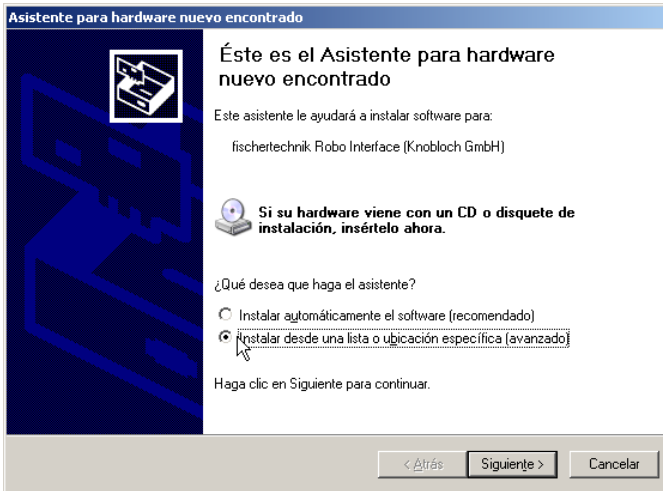 Asistente para hardware nuevo encontrado
Éste es el Asistente para hardware
nuevo encontrado
Este asistente le ayudará a instalar software para:
fischertechnik Robo Interface (Knobloch GmbH)
Si su hardware viene con un CD o disquete de
instalación, insértelo ahora.
¿Qué desea que haga el asistente?
Instalar automáticamente el software (recomendado)
Instalar desde una lista o ubicación específica (avanzado)
Haga clic en Siguiente para continuar.
< Atrás
Siguiente >
Cancelar